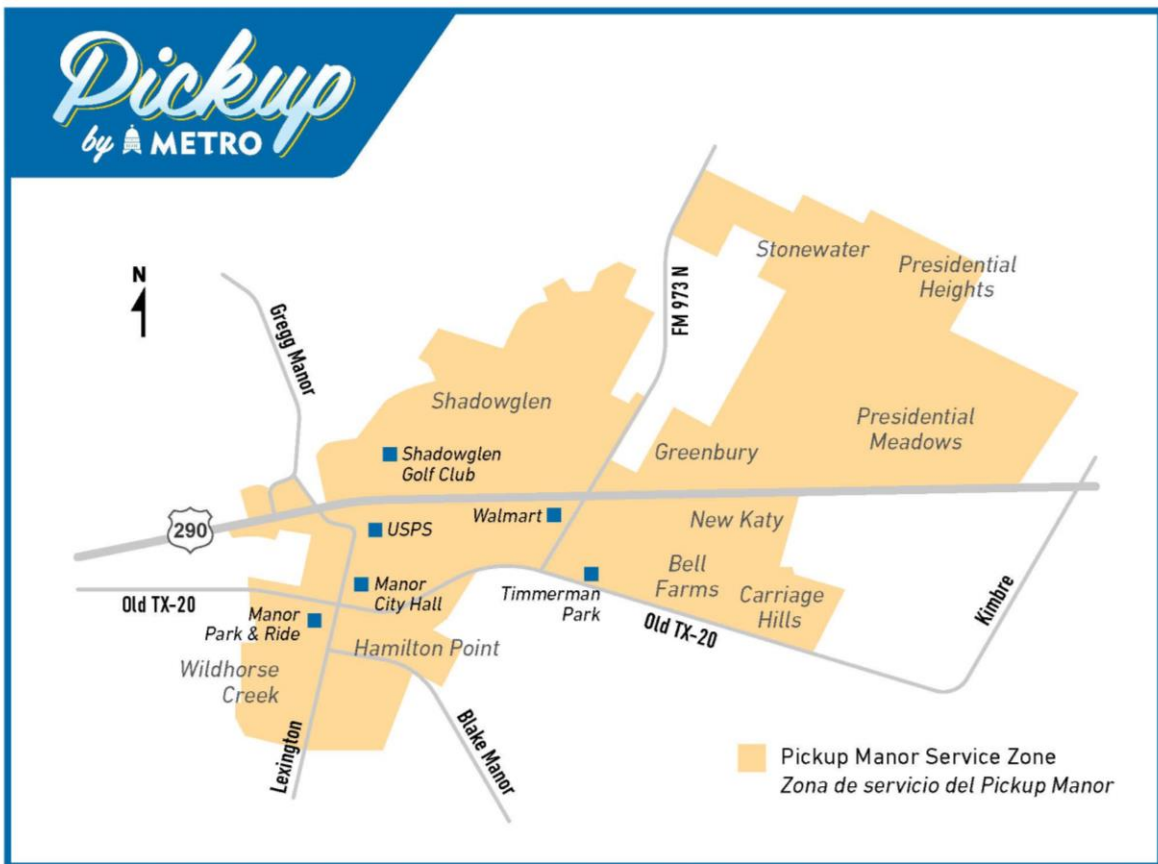 Pickup
by METRO
N
Gregg Manor
FM 973 N
Stonewater
Presidential
Heights
Shadowglen
Presidential
Meadows
Shadowglen
Golf Club
Greenbury
290
USPS
Walmart
New Katy
Bell
Farms
Old TX-20
Manor
City Hall
Timmerman
Park
Carriage
Hills
Kimbre
Manor
Park & Ride
Old TX-20
Hamilton Point
Wildhorse
Creek
Lexington
Blake Manor
Pickup Manor Service Zone
Zona de servicio del Pickup Manor